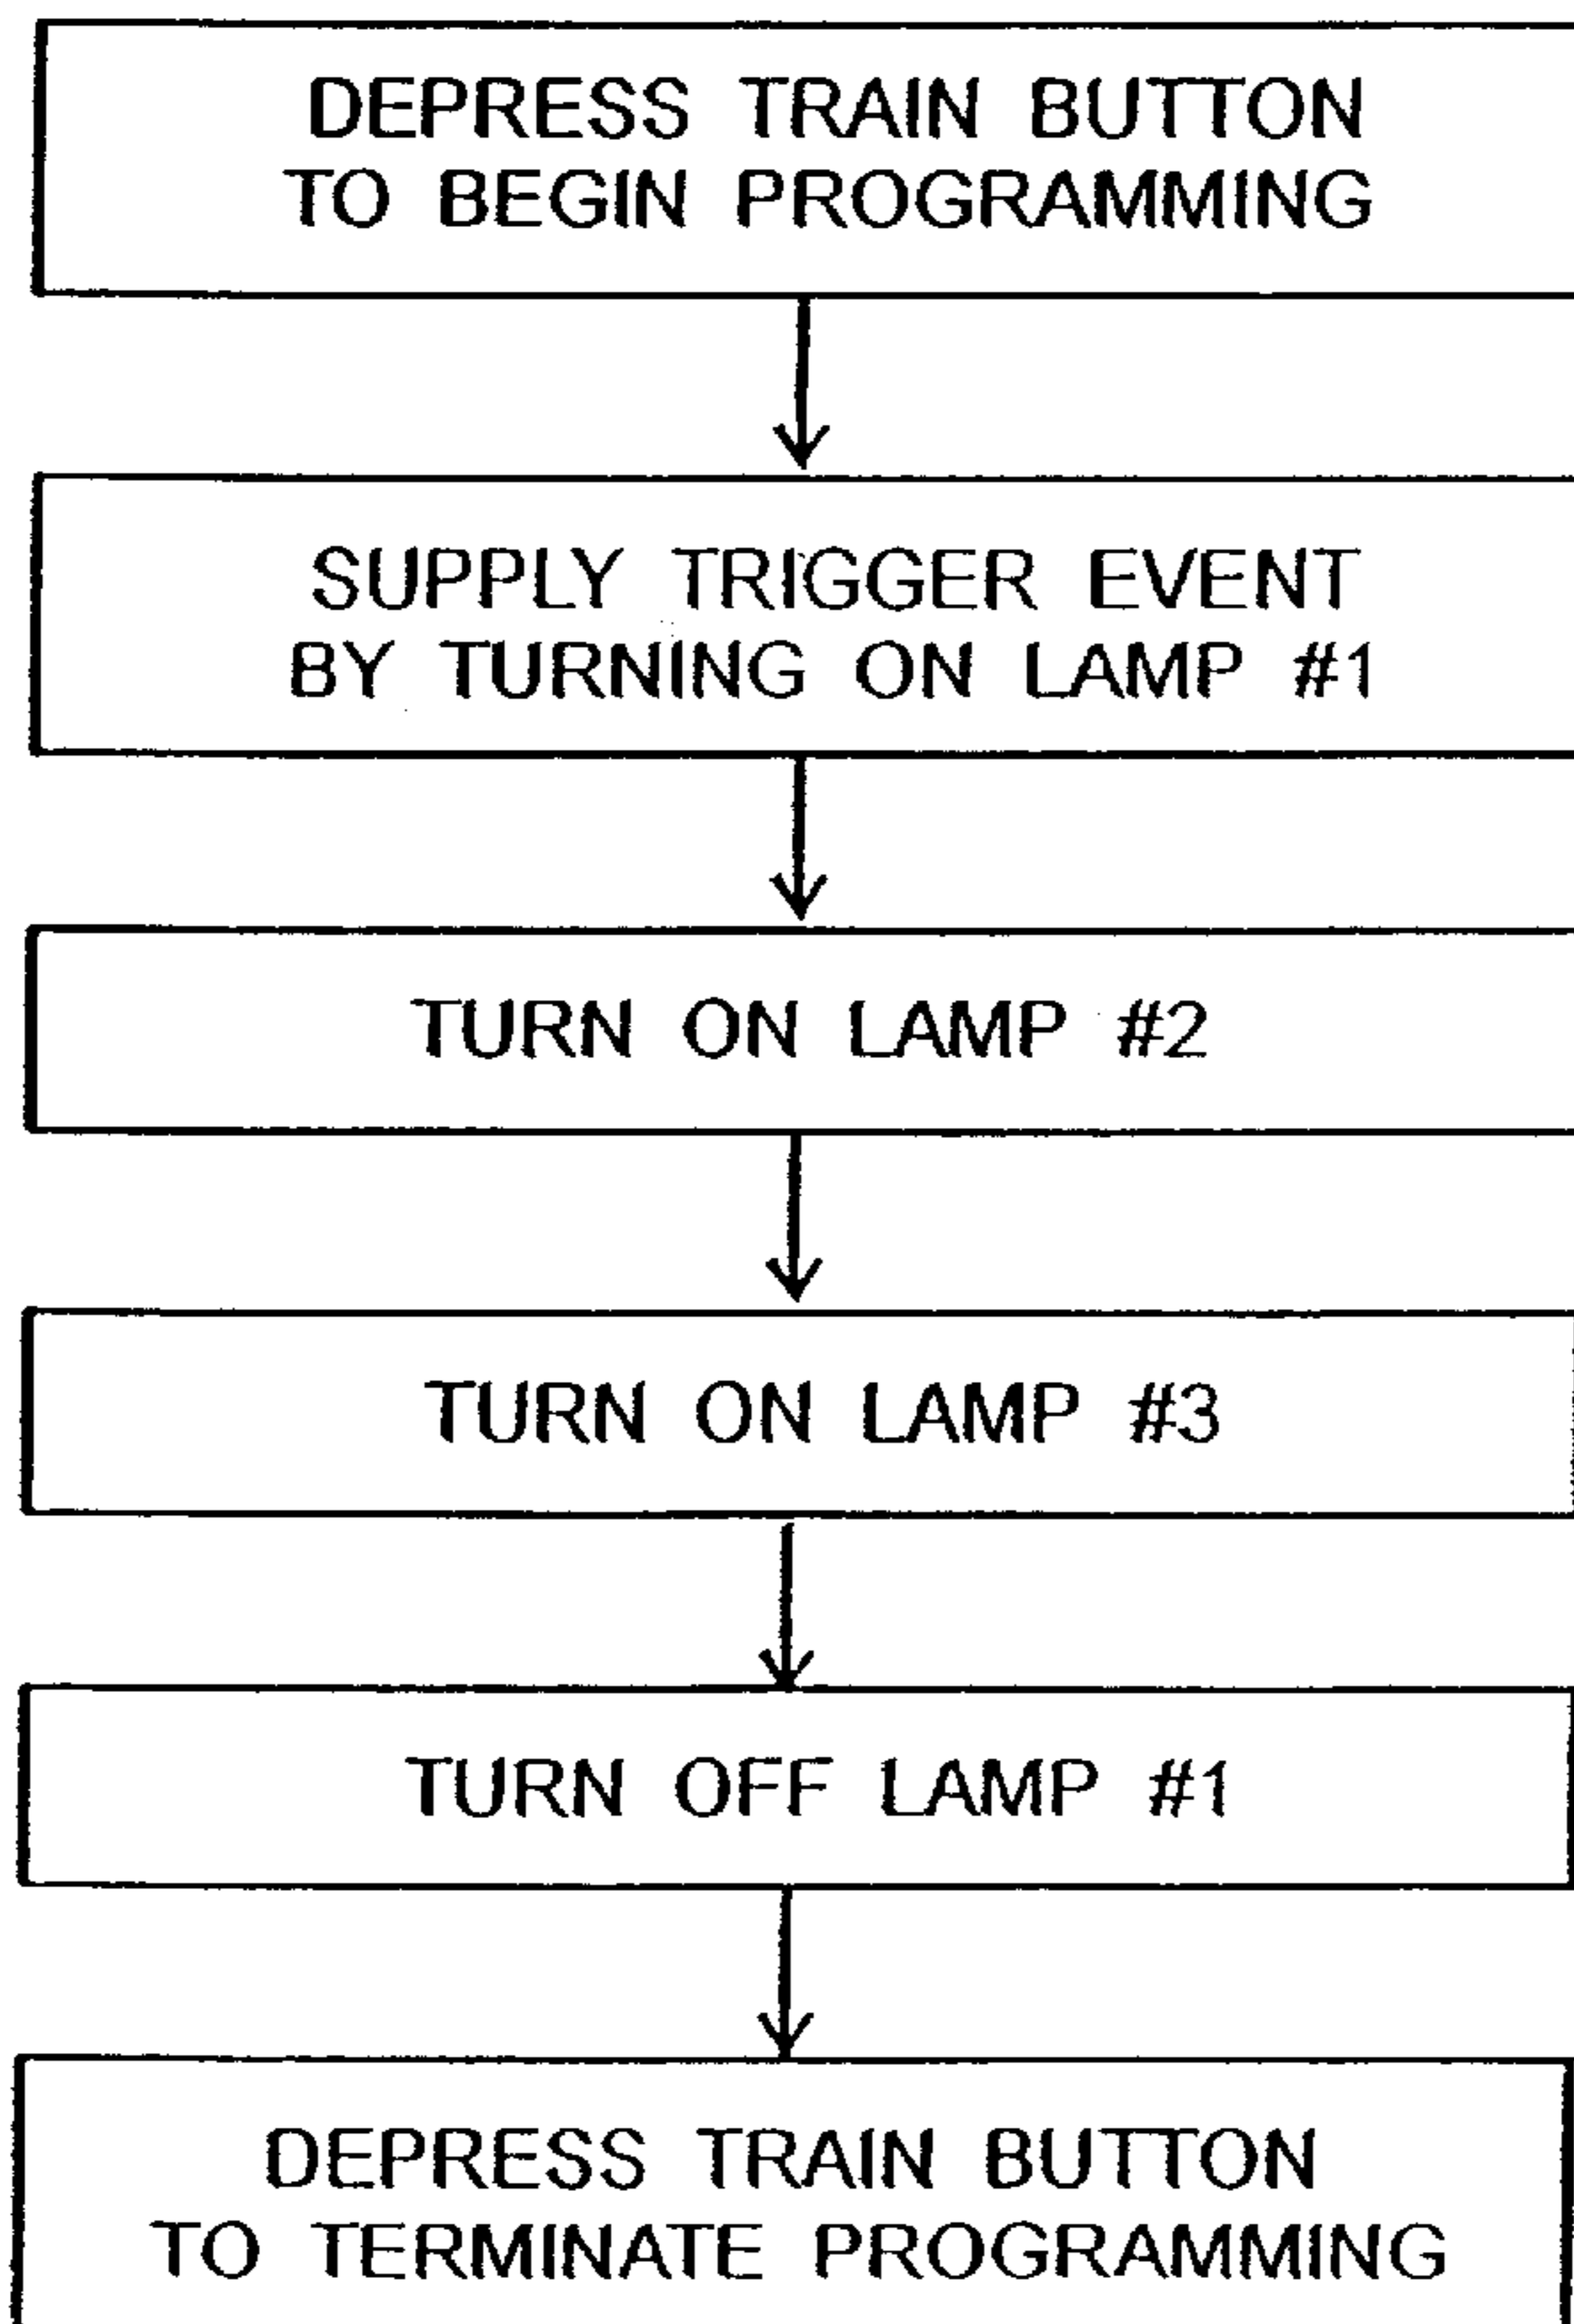 DEPRESS TRAIN BUTTON
TO BEGIN PROGRAMMING
SUPPLY TRIGGER EVENT
BY TURNING ON LAMP #1
TURN ON LAMP #2
TURN ON LAMP #3
TURN OFF LAMP #1
DEPRESS TRAIN BUTTON
TO TERMINATE PROGRAMMING